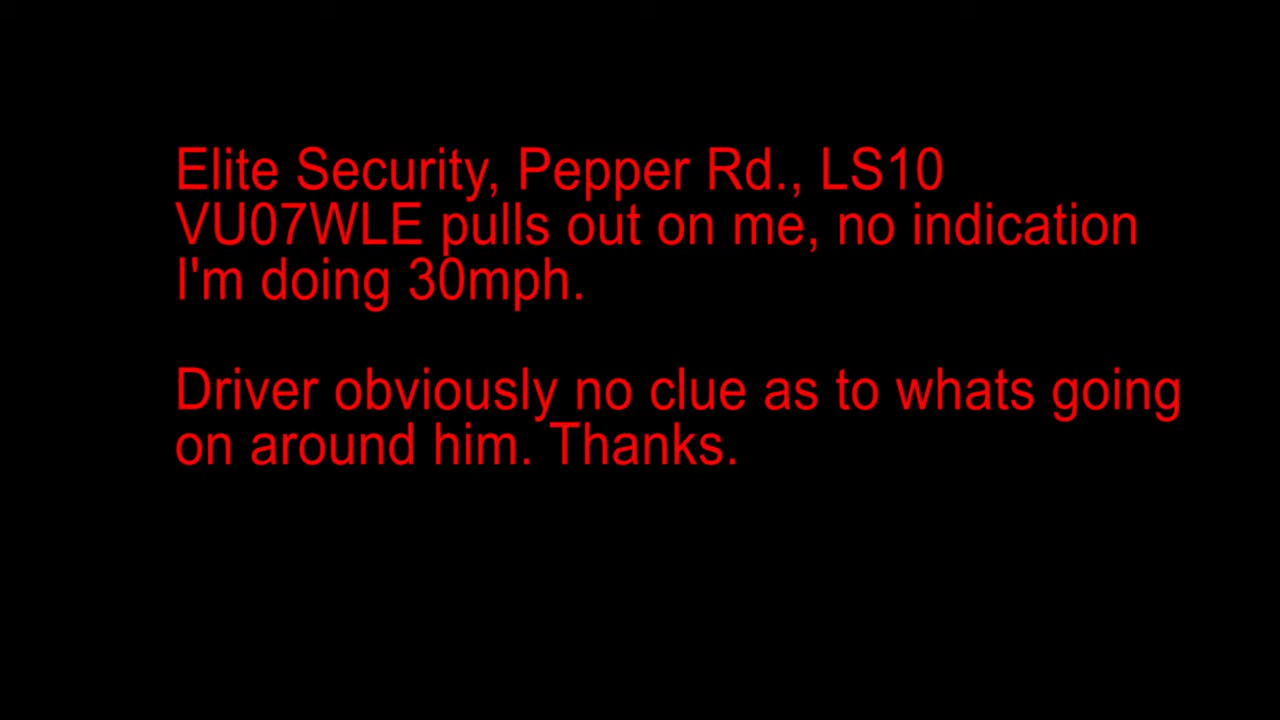 Elite Security, Pepper Rd., LS10
VU07WLE pulls out on me, no indication
I'm doing 30mph.
Driver obviously no clue as to whats going
on around him. Thanks.